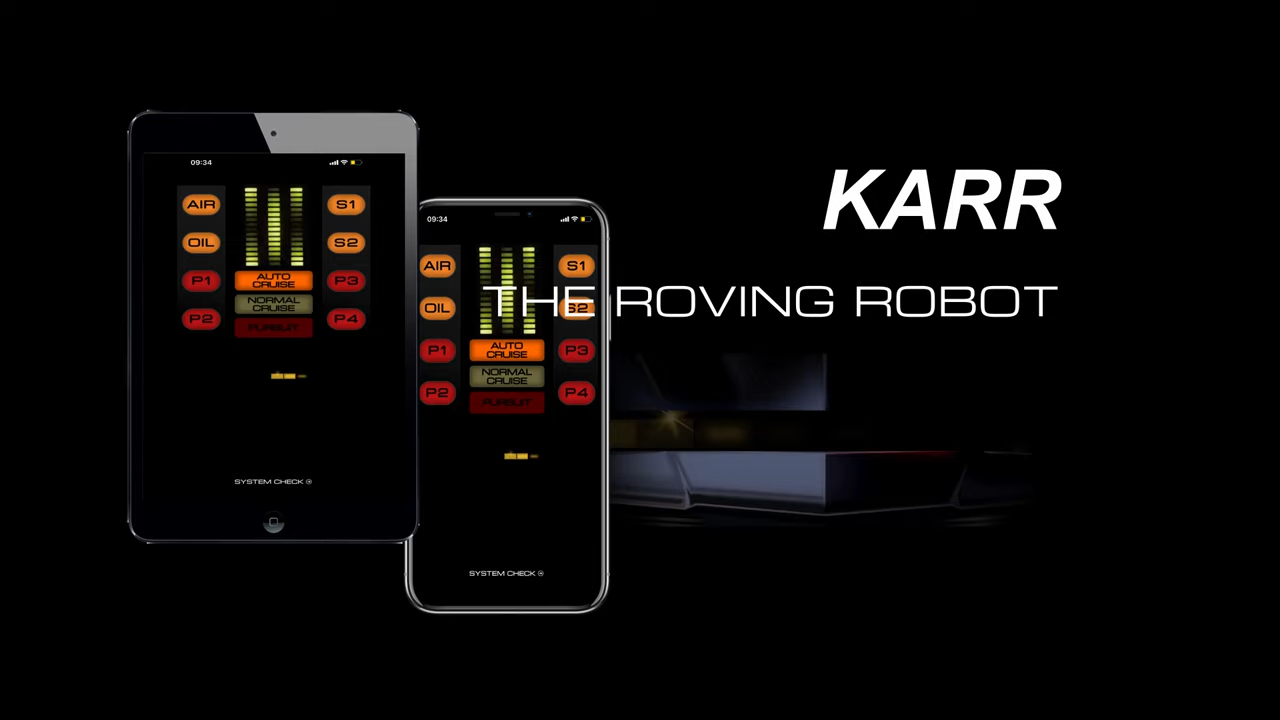 KARR
THE ROVING ROBOT
09:34
AIR
S1
OIL
S2
P1
AUTO CRUISE
P3
NORMAL CRUISE
P2
PURSUIT
P4
SYSTEM CHECK
09:34
AIR
S1
OIL
S2
P1
AUTO CRUISE
P3
NORMAL CRUISE
P2
PURSUIT
P4
SYSTEM CHECK